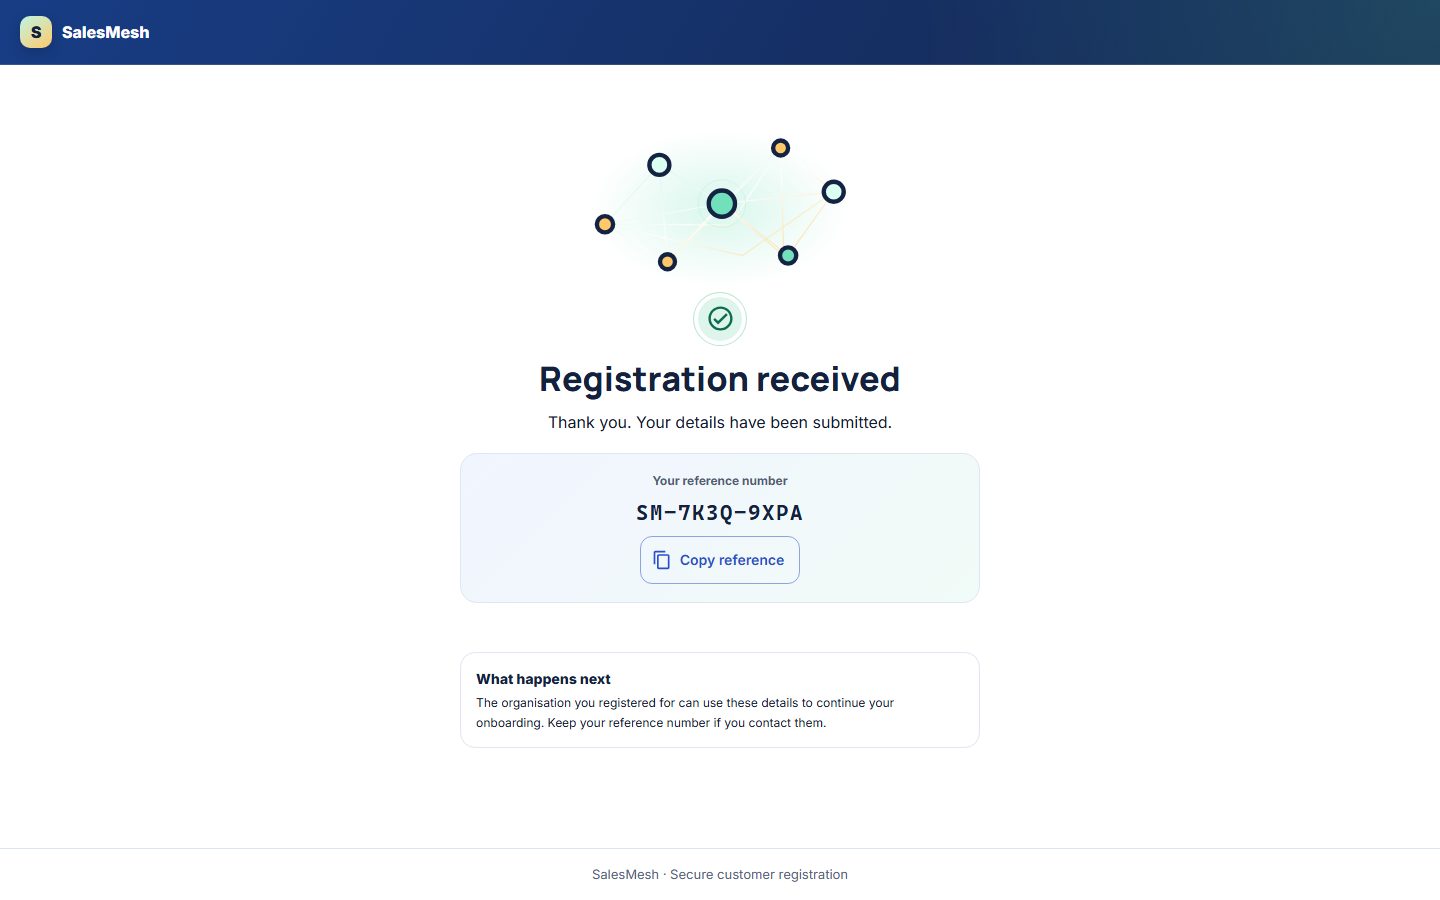 S SalesMesh
Registration received
Thank you. Your details have been submitted.
Your reference number
SM-7K3Q-9XPA
Copy reference
What happens next
The organisation you registered for can use these details to continue your
onboarding. Keep your reference number if you contact them.
SalesMesh · Secure customer registration